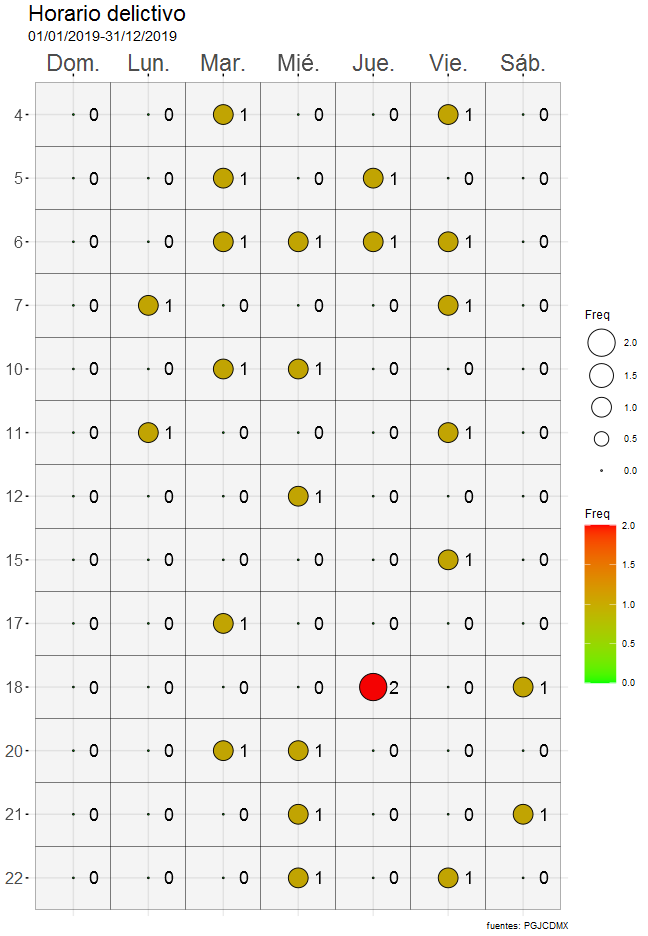 Horario delictivo
01/01/2019-31/12/2019
Dom. Lun. Mar. Mié. Jue. Vie. Sáb.
4 0 0 1 0 0 1 0
5 0 0 1 0 1 0 0
6 0 0 1 1 1 1 0
7 0 1 0 0 0 1 0
10 0 0 1 1 0 0 0
11 0 1 0 0 0 1 0
12 0 0 0 1 0 0 0
15 0 0 0 0 0 1 0
17 0 0 1 0 0 0 0
18 0 0 0 0 2 0 1
20 0 0 1 1 0 0 0
21 0 0 0 1 0 0 1
22 0 0 0 1 0 1 0
Freq
2.0
1.5
1.0
0.5
0.0
Freq
2.0
1.5
1.0
0.5
0.0
fuentes: PGJCDMX